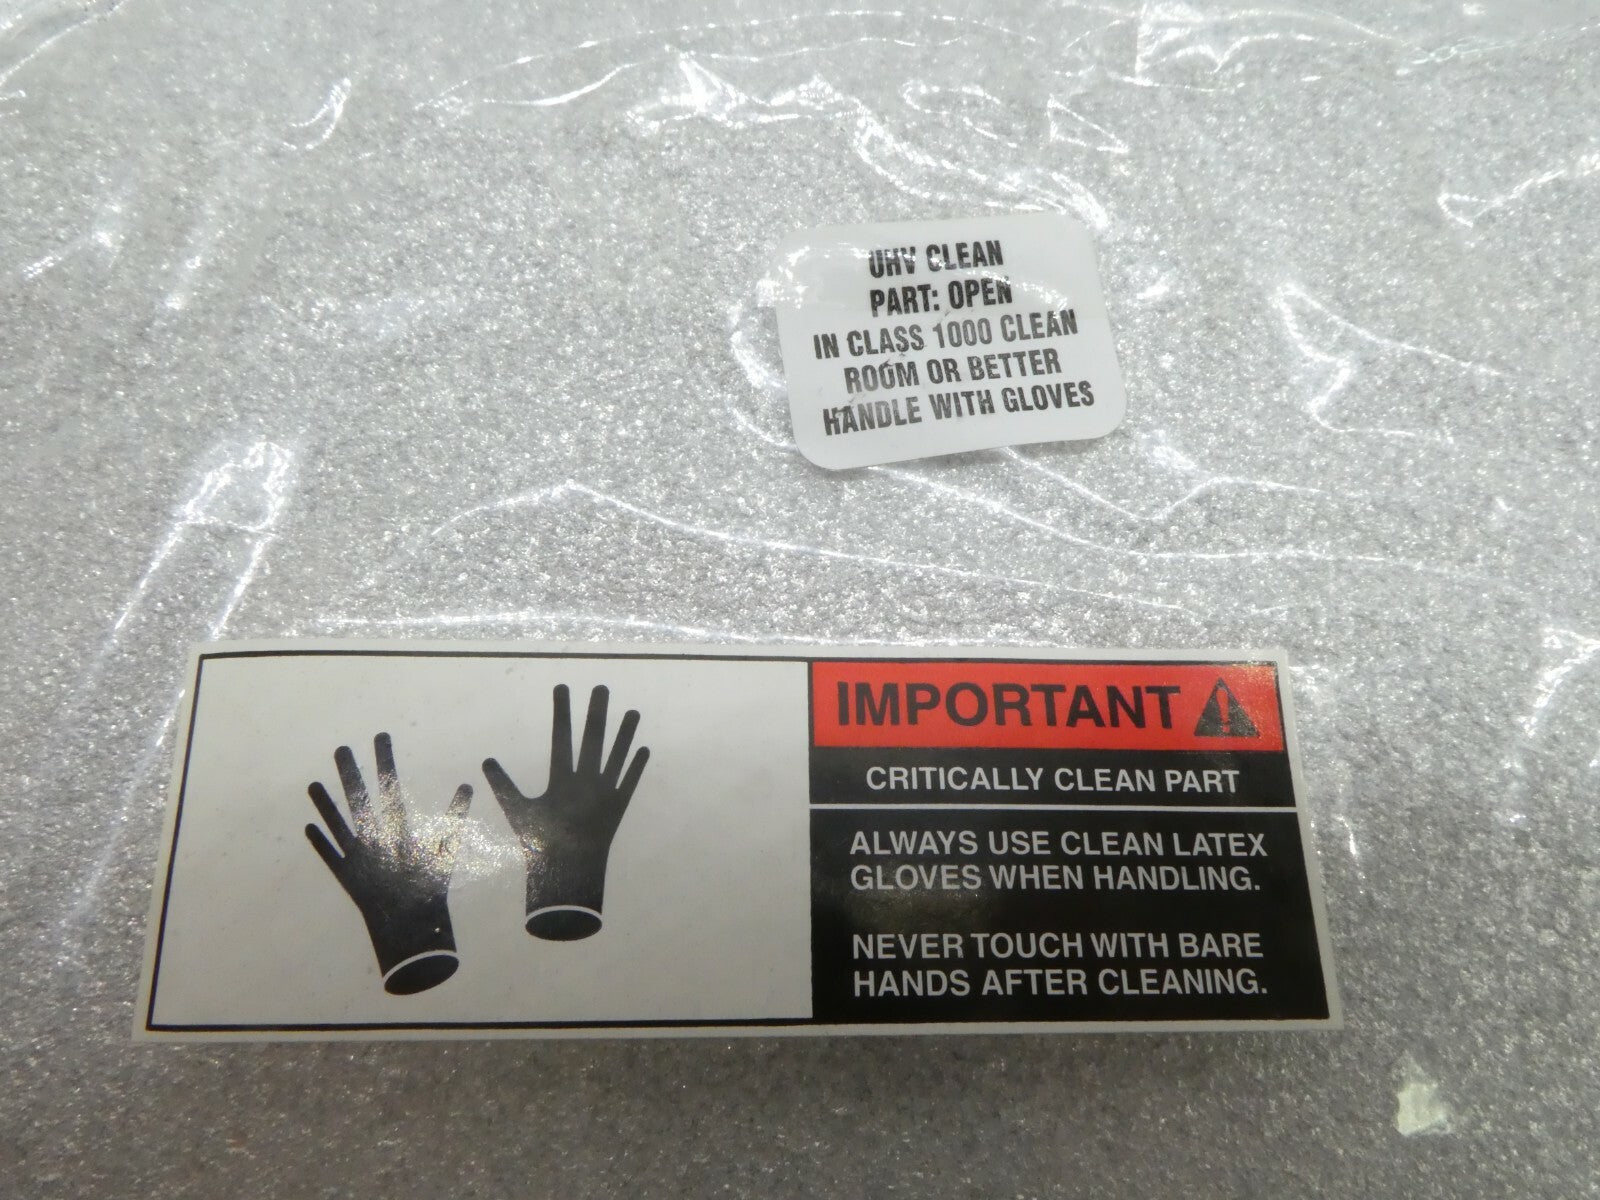 UHV CLEAN
PART: OPEN
IN CLASS 1000 CLEAN
ROOM OR BETTER
HANDLE WITH GLOVES
IMPORTANT
CRITICALLY CLEAN PART
ALWAYS USE CLEAN LATEX
GLOVES WHEN HANDLING.
NEVER TOUCH WITH BARE
HANDS AFTER CLEANING.